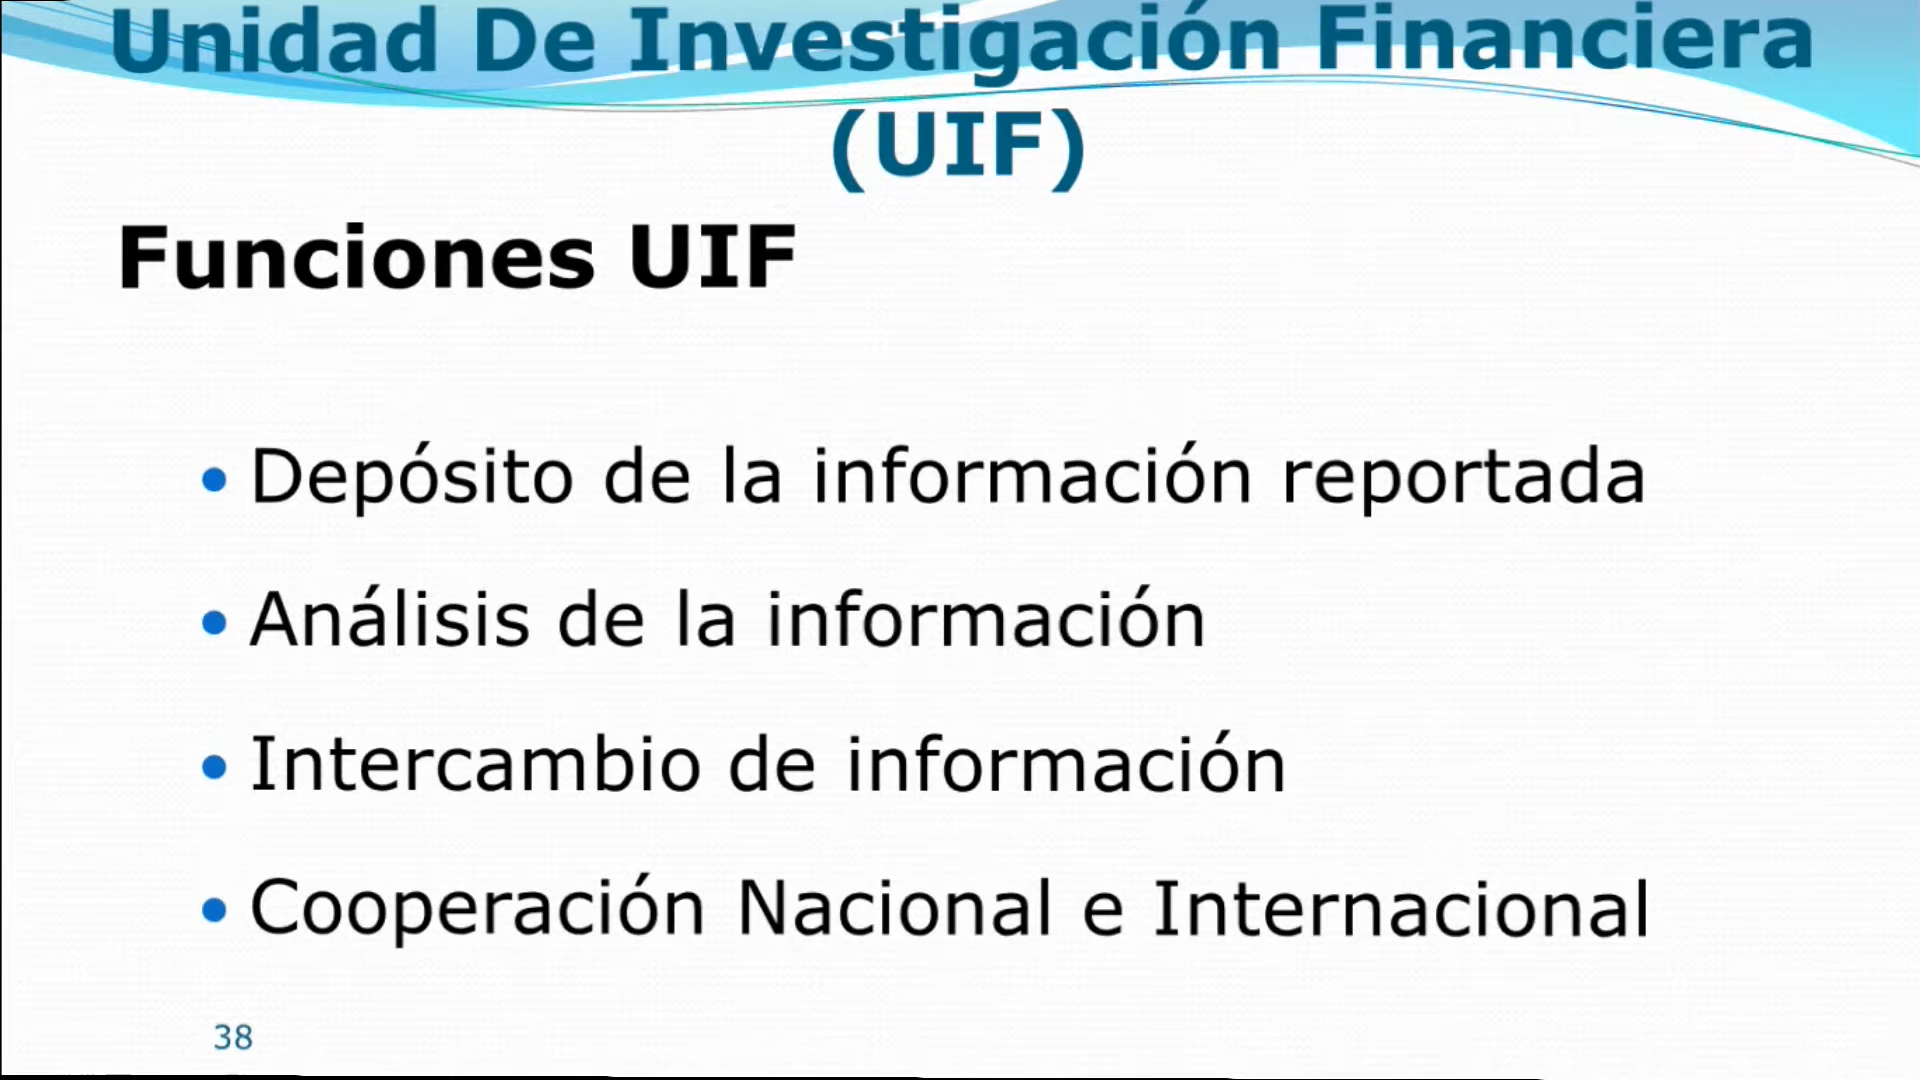 Unidad De Investigación Financiera
(UIF)
Funciones UIF
• Depósito de la información reportada
• Análisis de la información
• Intercambio de información
• Cooperación Nacional e Internacional
38